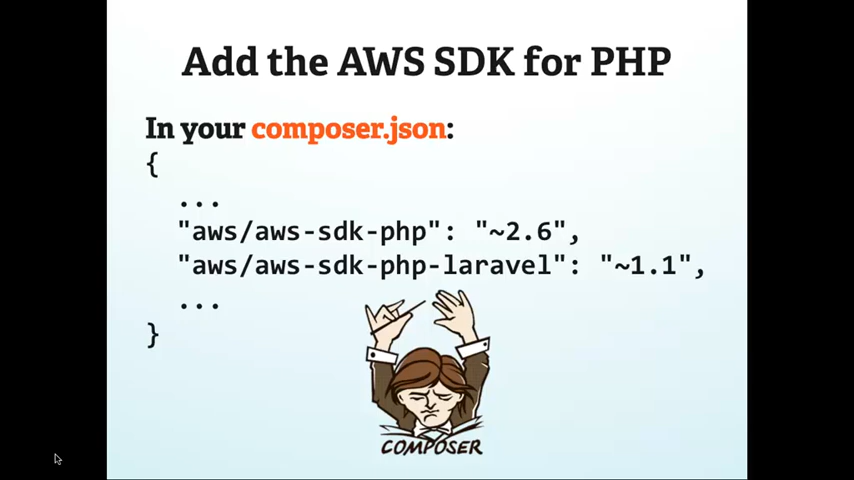 Add the AWS SDK for PHP
In your composer.json:
{
...
"aws/aws-sdk-php": "~2.6",
"aws/aws-sdk-php-laravel": "~1.1",
...
}
COMPOSER